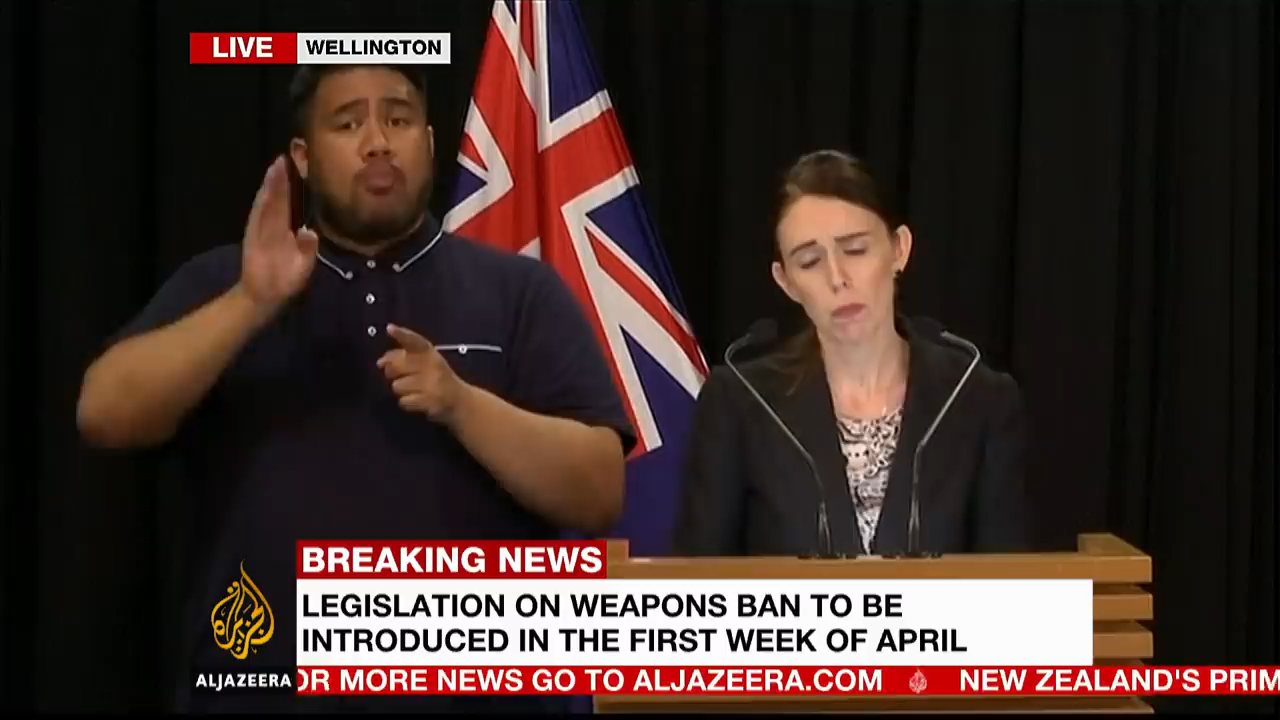 LIVE WELLINGTON
BREAKING NEWS
LEGISLATION ON WEAPONS BAN TO BE
INTRODUCED IN THE FIRST WEEK OF APRIL
الجزيرة
ALJAZEERA
OR MORE NEWS GO TO ALJAZEERA.COM NEW ZEALAND'S PRIM